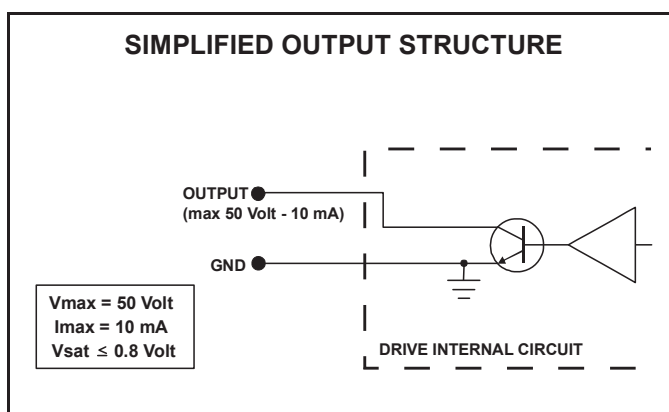 SIMPLIFIED OUTPUT STRUCTURE
OUTPUT
(max 50 Volt - 10 mA)
GND
Vmax = 50 Volt
Imax = 10 mA
Vsat ≤ 0.8 Volt
DRIVE INTERNAL CIRCUIT